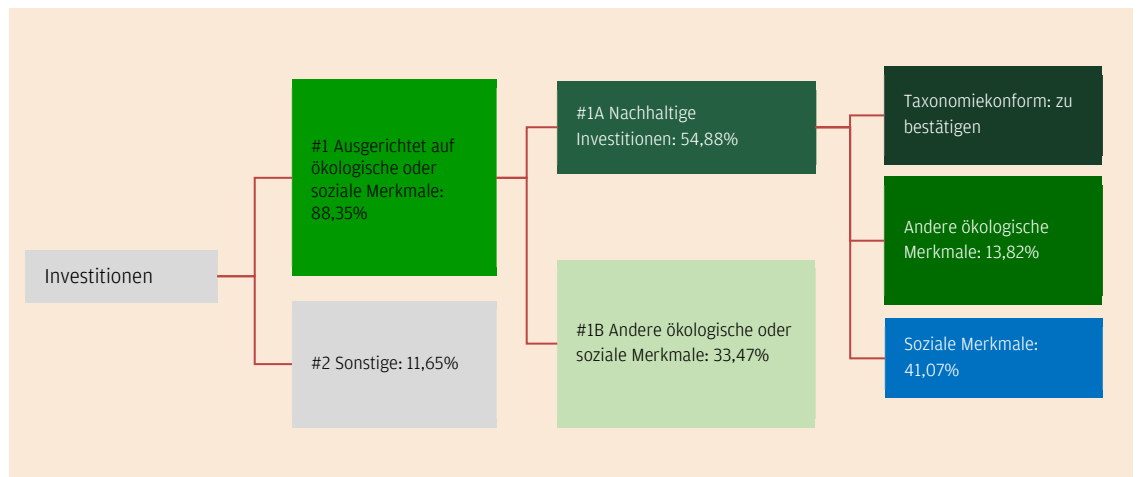 Investitionen
#1 Ausgerichtet auf
ökologische oder
soziale Merkmale:
88,35%
#2 Sonstige: 11,65%
#1A Nachhaltige
Investitionen: 54,88%
#1B Andere ökologische oder
soziale Merkmale: 33,47%
Taxonomiekonform: zu
bestätigen
Andere ökologische
Merkmale: 13,82%
Soziale Merkmale:
41,07%